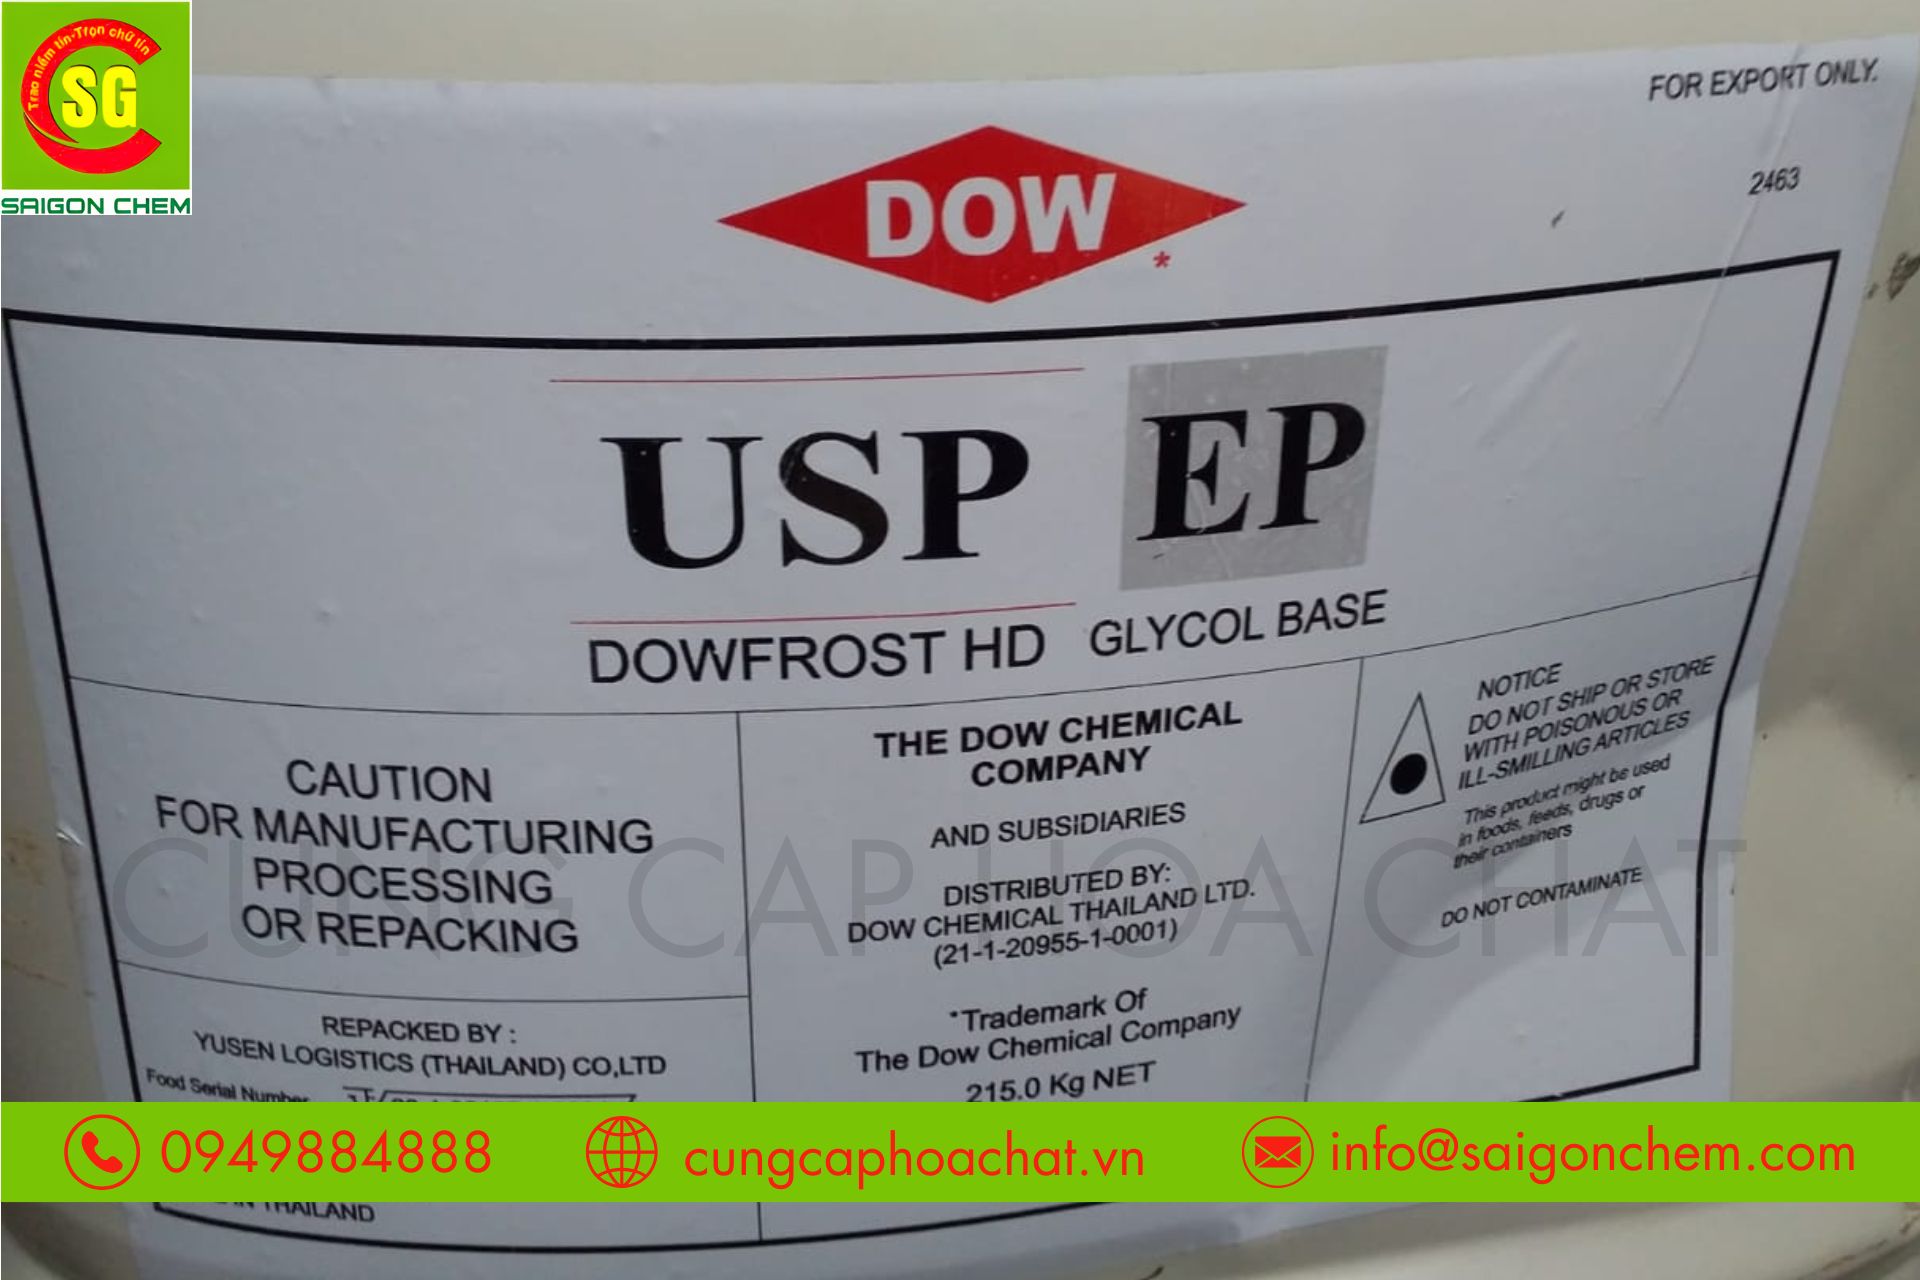 Trao niềm tin-Trọn chữ tín
SG
SAIGON CHEM
FOR EXPORT ONLY.
2463
DOW
*
USP EP
DOWFROST HD GLYCOL BASE
CAUTION
FOR MANUFACTURING
PROCESSING
OR REPACKING
REPACKED BY :
YUSEN LOGISTICS (THAILAND) CO,LTD
Food Serial Number
THE DOW CHEMICAL
COMPANY
AND SUBSIDIARIES
DISTRIBUTED BY:
DOW CHEMICAL THAILAND LTD.
(21-1-20955-1-0001)
*Trademark Of
The Dow Chemical Company
215.0 Kg NET
NOTICE
DO NOT SHIP OR STORE
WITH POISONOUS OR
ILL-SMILLING ARTICLES
This product might be used
in foods, feeds, drugs or
their containers
DO NOT CONTAMINATE
CUNG CAP HOA CHAT
0949884888
cungcaphoachat.vn
info@saigonchem.com
THAILAND